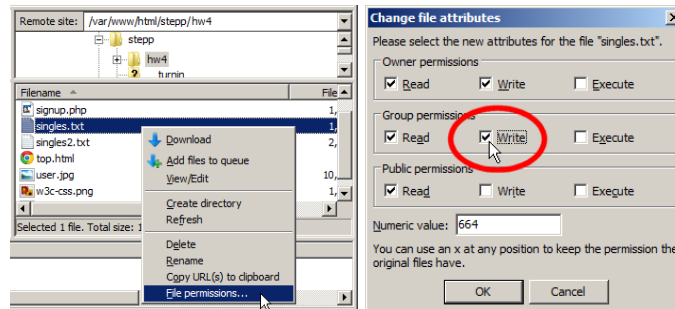 Remote site: /var/www/html/stepp/hw4
stepp
hw4
turnin
Filename File
signup.php 1,
singles.txt 1,
singles2.txt 2,
top.html
user.jpg 10,
w3c-css.png 1,
Selected 1 file. Total size: 1
Download
Add files to queue
View/Edit
Create directory
Refresh
Delete
Rename
Copy URL(s) to clipboard
File permissions...
Change file attributes
Please select the new attributes for the file "singles.txt".
Owner permissions
Read Write Execute
Group permissions
Read Write Execute
Public permissions
Read Write Execute
Numeric value: 664
You can use an x at any position to keep the permission the
original files have.
OK Cancel